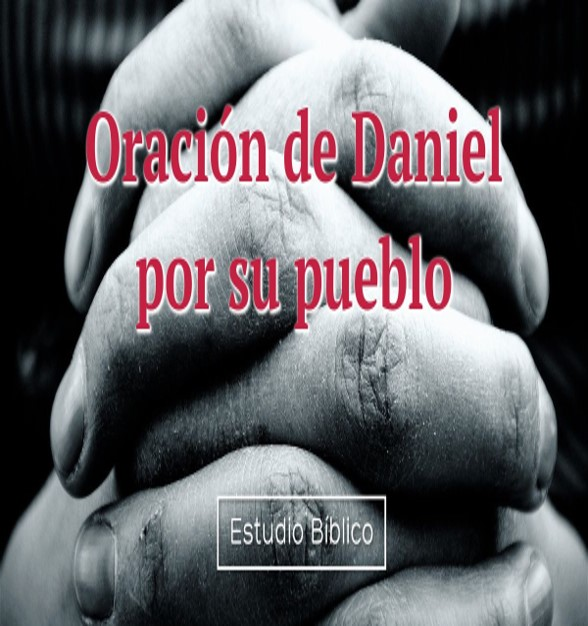 Oración de Daniel
por su pueblo
Estudio Bíblico